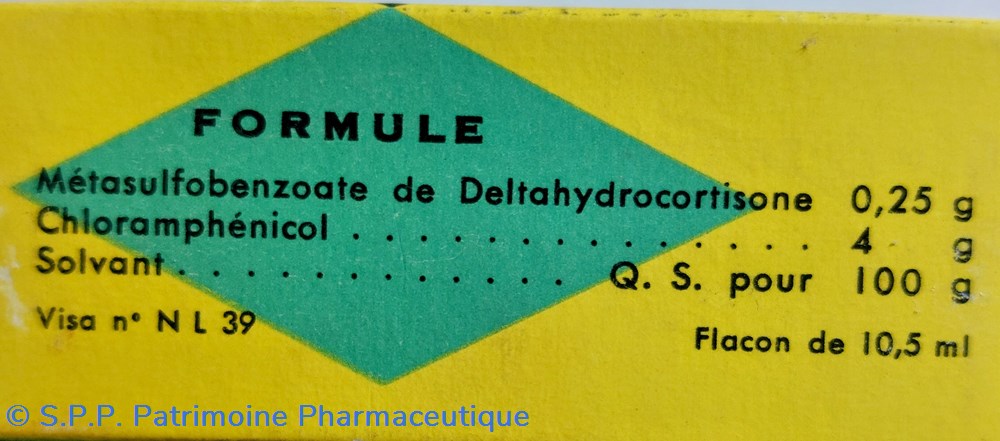 FORMULE
Métasulfobenzoate de Deltahydrocortisone 0,25 g
Chloramphénicol . . . . . . . . . . . . . . 4 g
Solvant . . . . . . . . . . . . Q. S. pour 100 g
Visa n° N L 39
Flacon de 10,5 ml
© S.P.P. Patrimoine Pharmaceutique